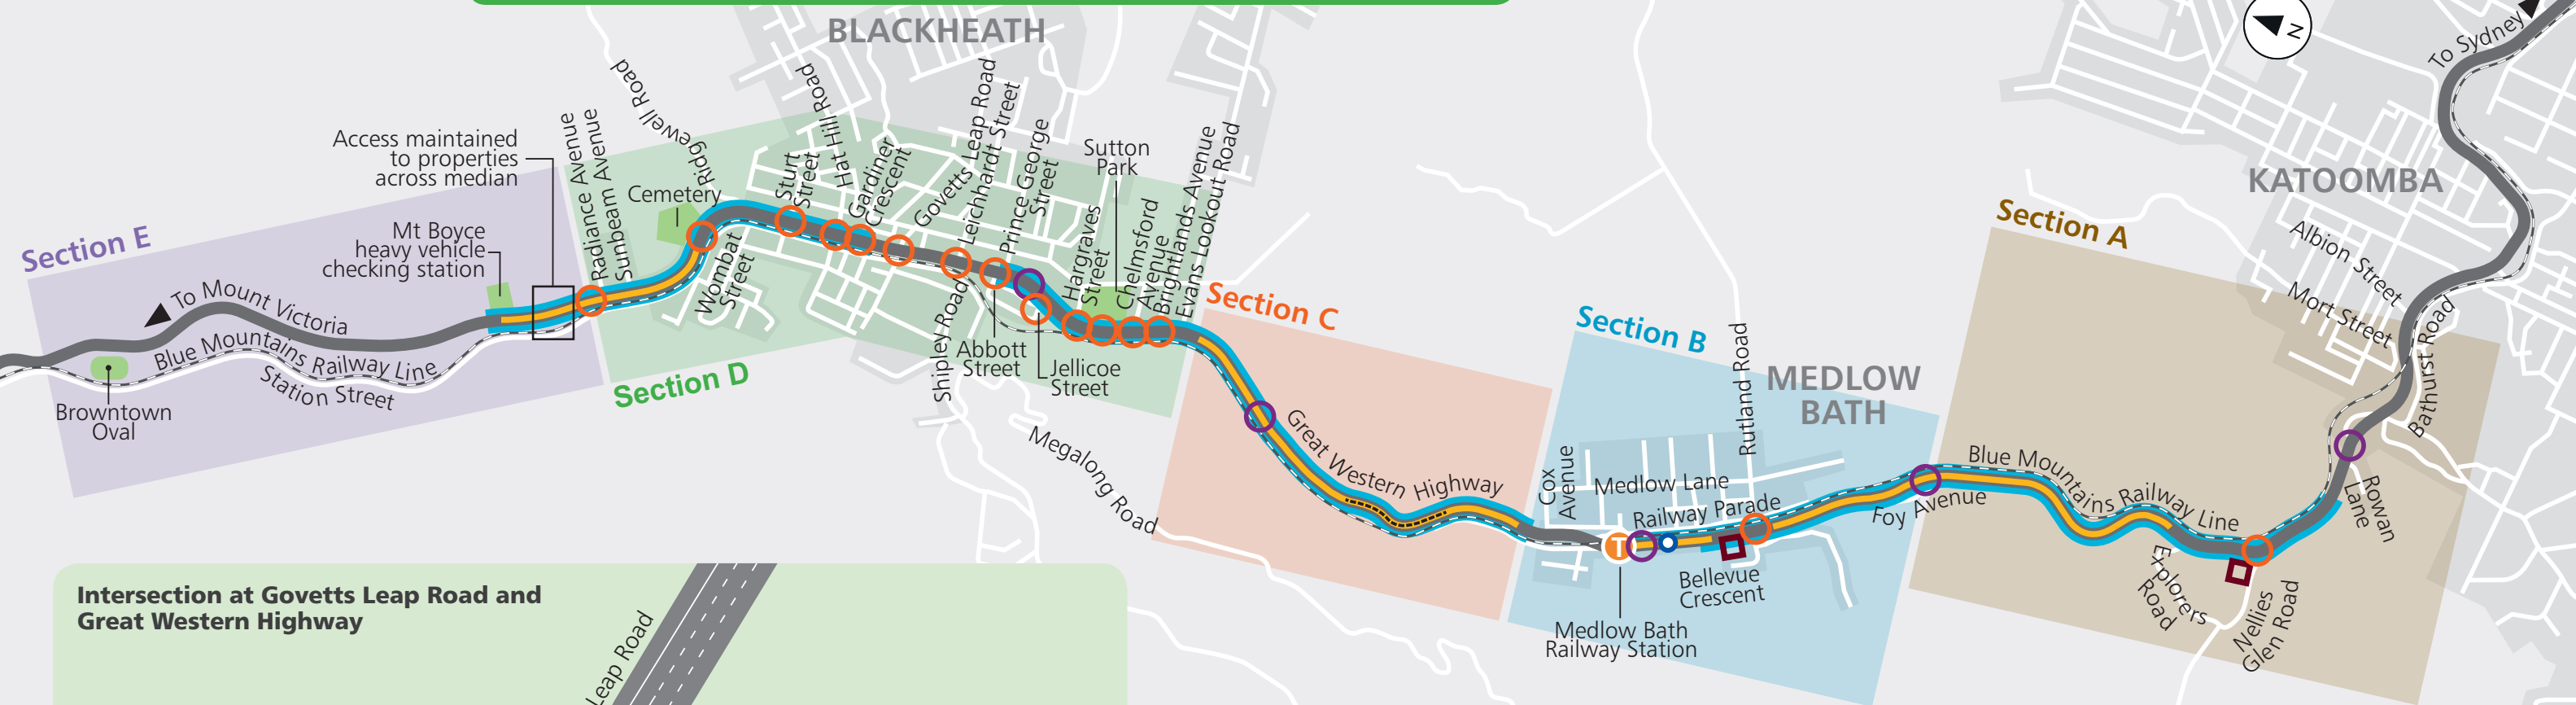 BLACKHEATH
N
To Sydney
KATOOMBA
Access maintained
to properties
across median
Radiance Avenue
Sunbeam Avenue
Ridgewell Road
Cemetery
Wombat
Street
Sturt
Street
Hat Hill Road
Gardiner
Crescent
Govetts Leap Road
Leichhardt Street
Prince George
Street
Sutton
Park
Hargraves
Street
Chelmsford
Avenue
Brightlands Avenue
Evans Lookout Road
Section E
Mt Boyce
heavy vehicle
checking station
To Mount Victoria
Blue Mountains Railway Line
Station Street
Browntown
Oval
Section D
Shipley Road
Abbott
Street
Jellicoe
Street
Megalong Road
Section C
Great Western Highway
Section B
MEDLOW
BATH
Cox
Avenue
Medlow Lane
Rutland Road
Railway Parade
T
Bellevue
Crescent
Medlow Bath
Railway Station
Foy Avenue
Section A
Albion Street
Mort Street
Bathurst Road
Blue Mountains Railway Line
Rowan
Lane
Explorers
Road
Nellies
Glen Road
Intersection at Govetts Leap Road and
Great Western Highway
Leap Road